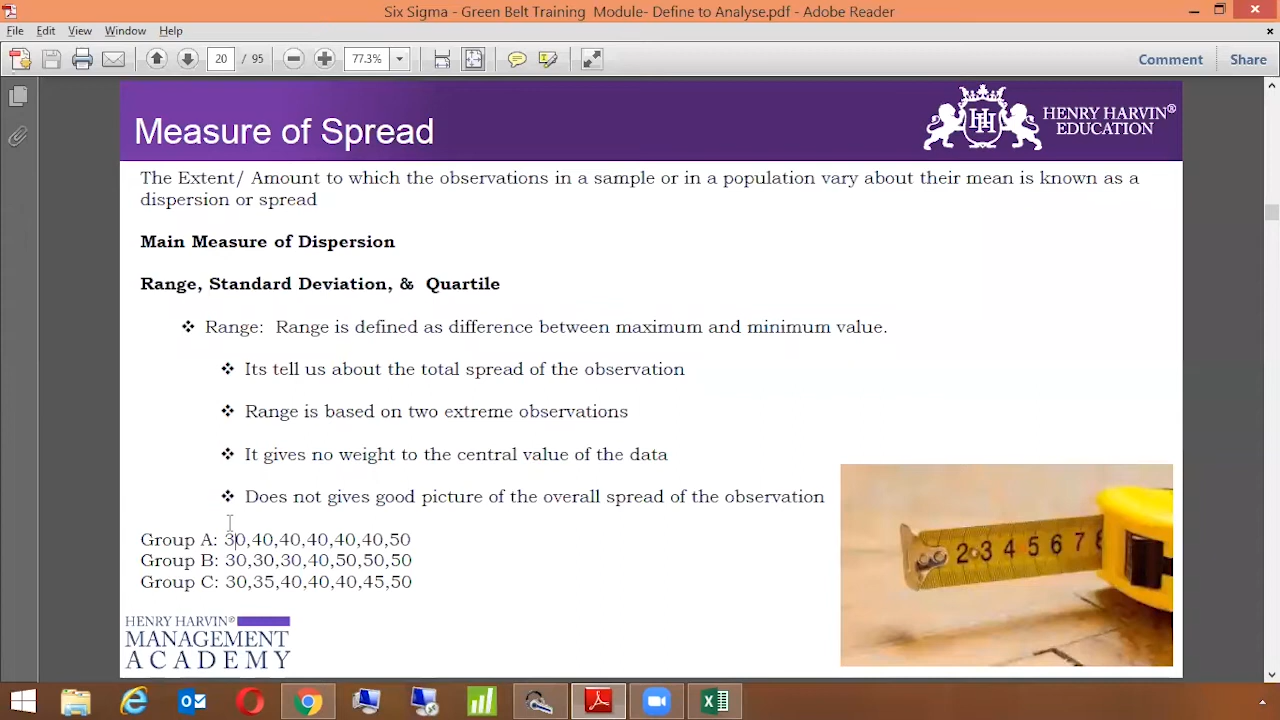 Six Sigma - Green Belt Training Module- Define to Analyse.pdf - Adobe Reader
File Edit View Window Help
20 / 95 77.3% Comment Share
Measure of Spread
HENRY HARVIN®
EDUCATION
The Extent/ Amount to which the observations in a sample or in a population vary about their mean is known as a
dispersion or spread
Main Measure of Dispersion
Range, Standard Deviation, & Quartile
❖ Range: Range is defined as difference between maximum and minimum value.
❖ Its tell us about the total spread of the observation
❖ Range is based on two extreme observations
❖ It gives no weight to the central value of the data
❖ Does not gives good picture of the overall spread of the observation
Group A: 30,40,40,40,40,40,50
Group B: 30,30,30,40,50,50,50
Group C: 30,35,40,40,40,45,50
2 3 4 5 6 7 8
HENRY HARVIN®
MANAGEMENT
ACADEMY